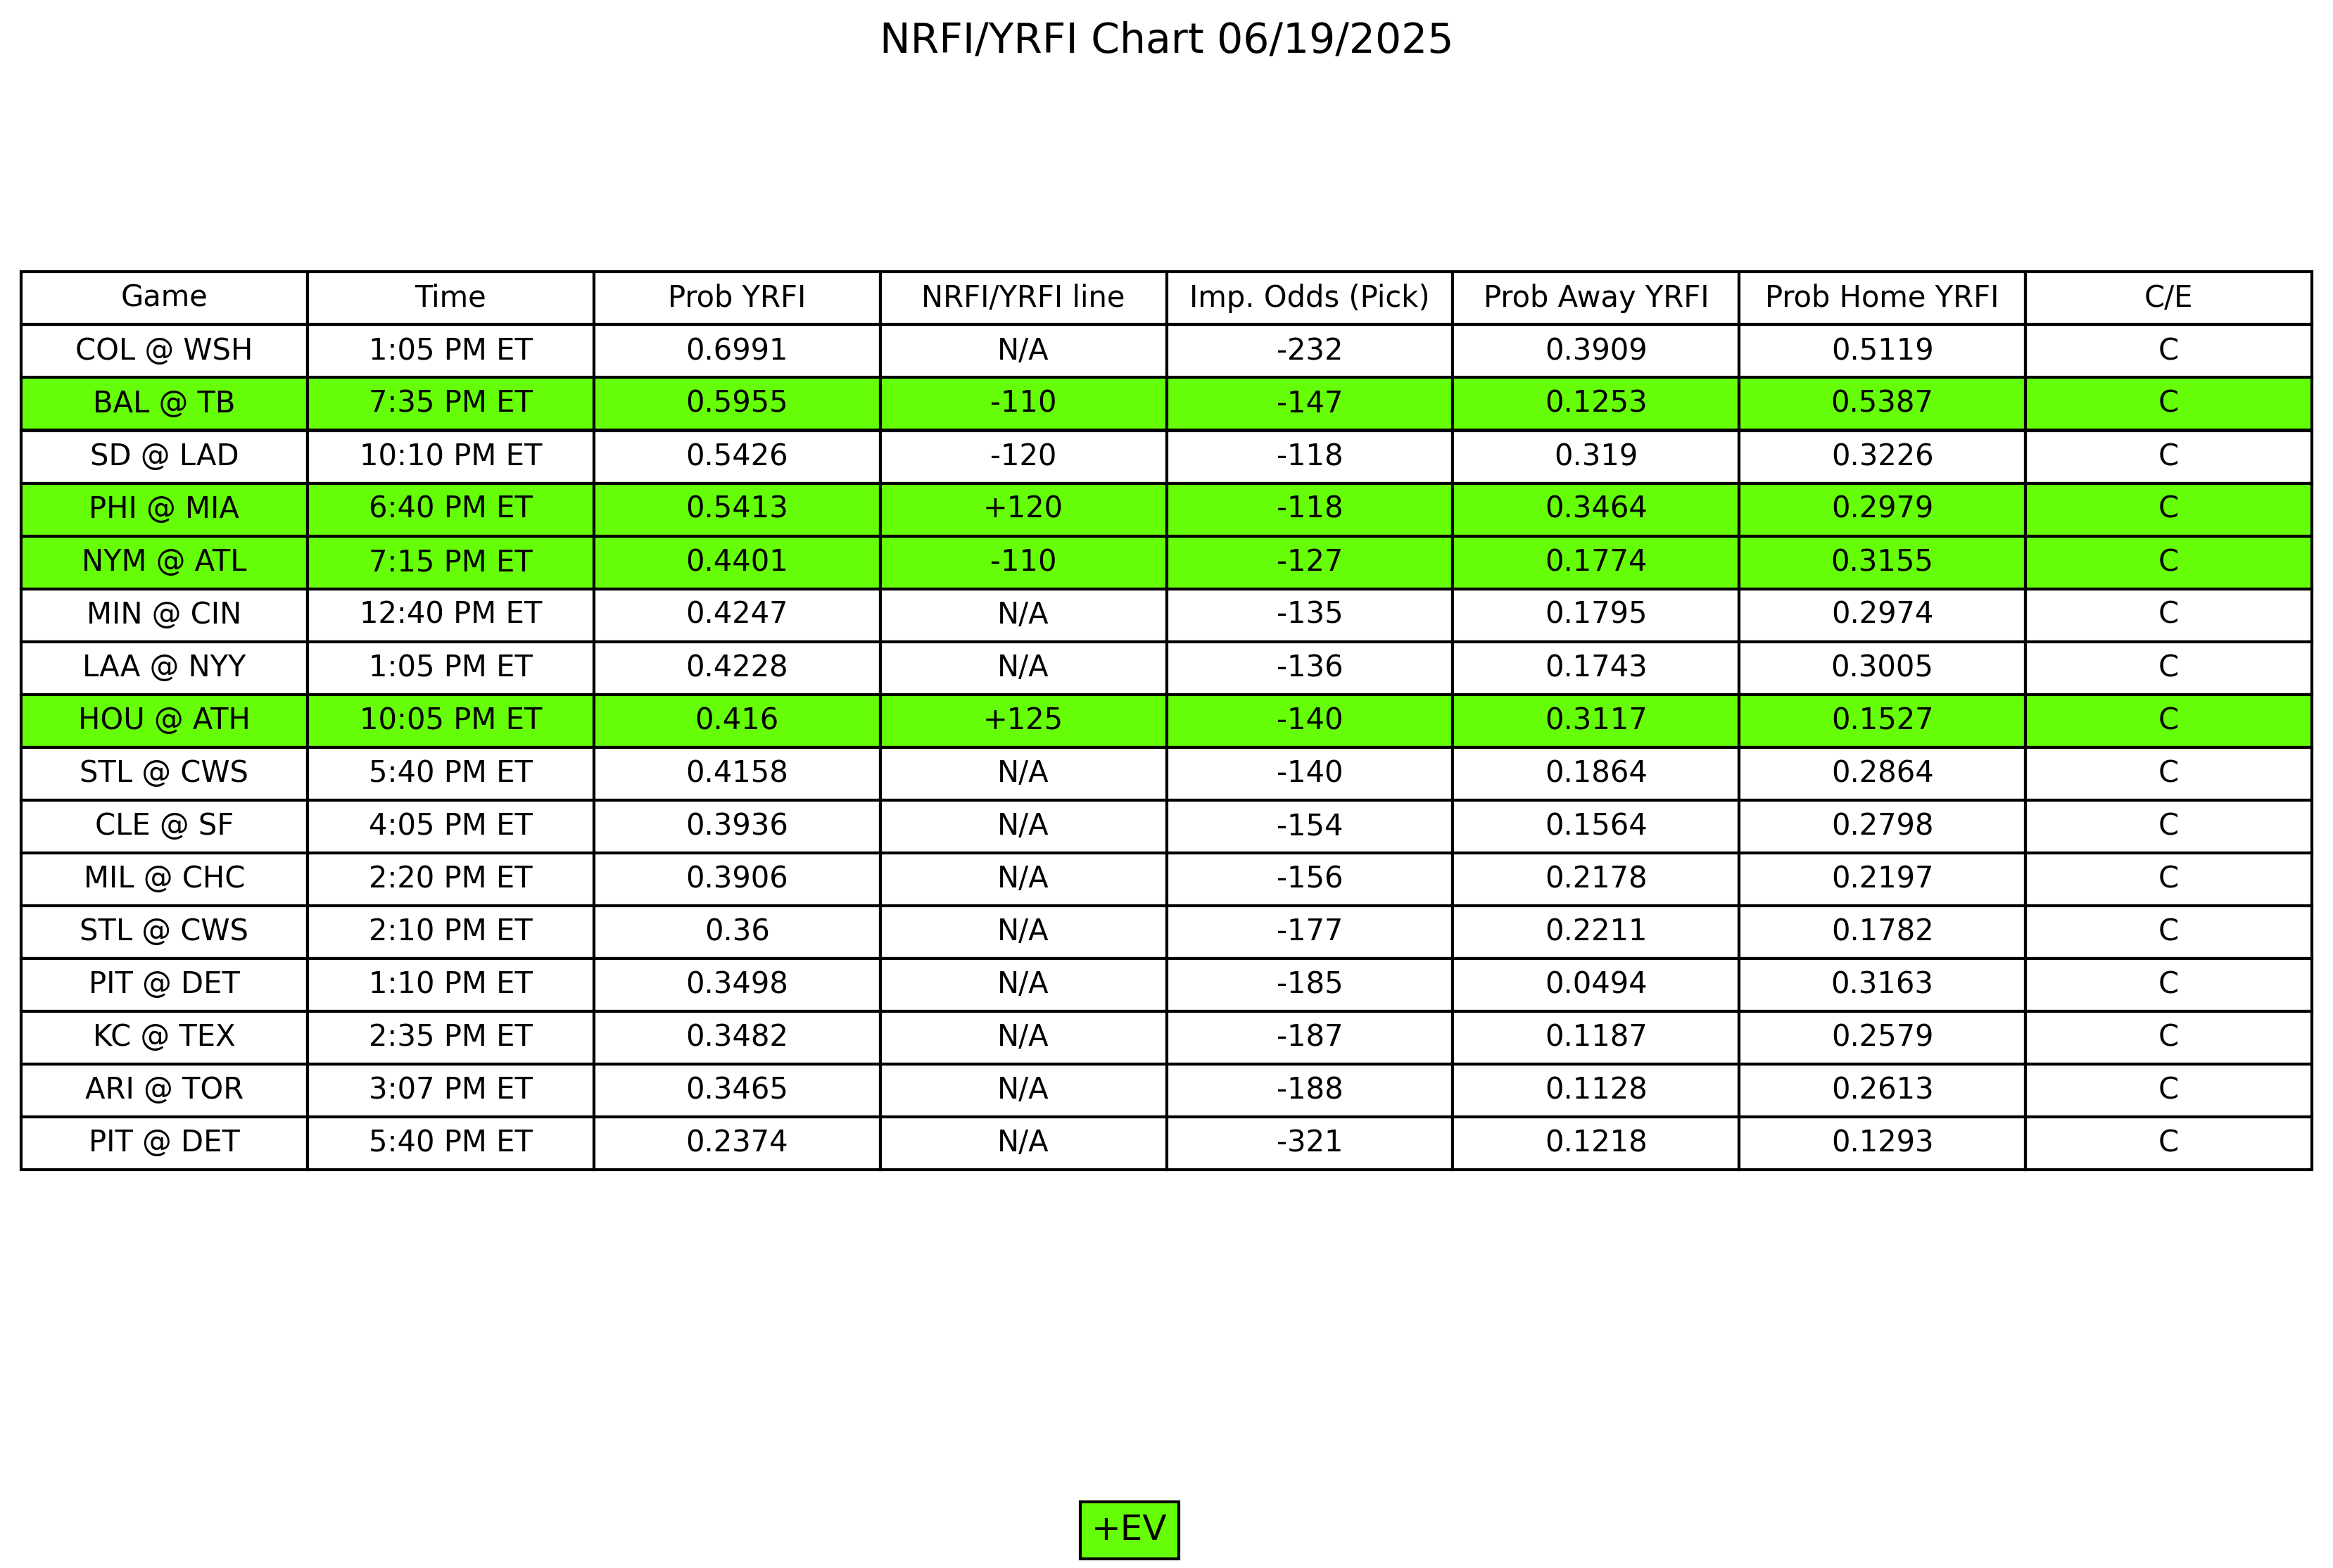 NRFI/YRFI Chart 06/19/2025
Game Time Prob YRFI NRFI/YRFI line Imp. Odds (Pick) Prob Away YRFI Prob Home YRFI C/E
COL @ WSH 1:05 PM ET 0.6991 N/A -232 0.3909 0.5119 C
BAL @ TB 7:35 PM ET 0.5955 -110 -147 0.1253 0.5387 C
SD @ LAD 10:10 PM ET 0.5426 -120 -118 0.319 0.3226 C
PHI @ MIA 6:40 PM ET 0.5413 +120 -118 0.3464 0.2979 C
NYM @ ATL 7:15 PM ET 0.4401 -110 -127 0.1774 0.3155 C
MIN @ CIN 12:40 PM ET 0.4247 N/A -135 0.1795 0.2974 C
LAA @ NYY 1:05 PM ET 0.4228 N/A -136 0.1743 0.3005 C
HOU @ ATH 10:05 PM ET 0.416 +125 -140 0.3117 0.1527 C
STL @ CWS 5:40 PM ET 0.4158 N/A -140 0.1864 0.2864 C
CLE @ SF 4:05 PM ET 0.3936 N/A -154 0.1564 0.2798 C
MIL @ CHC 2:20 PM ET 0.3906 N/A -156 0.2178 0.2197 C
STL @ CWS 2:10 PM ET 0.36 N/A -177 0.2211 0.1782 C
PIT @ DET 1:10 PM ET 0.3498 N/A -185 0.0494 0.3163 C
KC @ TEX 2:35 PM ET 0.3482 N/A -187 0.1187 0.2579 C
ARI @ TOR 3:07 PM ET 0.3465 N/A -188 0.1128 0.2613 C
PIT @ DET 5:40 PM ET 0.2374 N/A -321 0.1218 0.1293 C
+EV